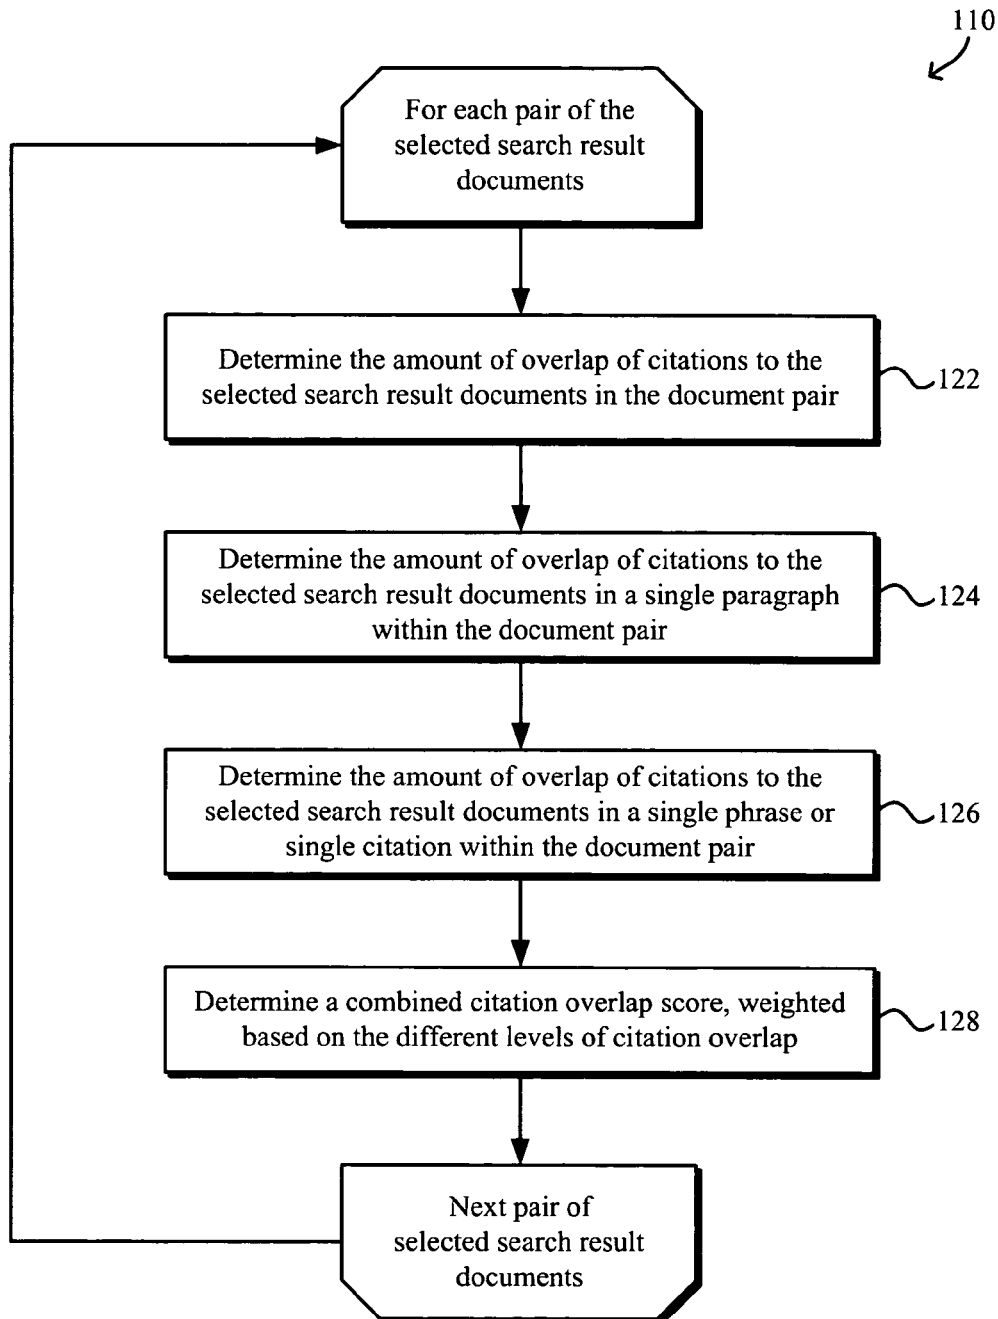 110
For each pair of the
selected search result
documents
Determine the amount of overlap of citations to the
selected search result documents in the document pair
122
Determine the amount of overlap of citations to the
selected search result documents in a single paragraph
within the document pair
124
Determine the amount of overlap of citations to the
selected search result documents in a single phrase or
single citation within the document pair
126
Determine a combined citation overlap score, weighted
based on the different levels of citation overlap
128
Next pair of
selected search result
documents